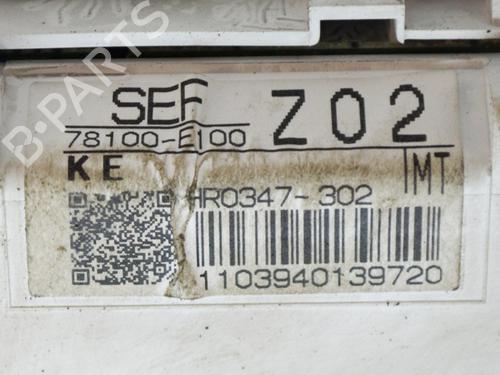 SEF Z02
78100-E100
KE MT
HR0347-302
1103940139720
B-PARTS